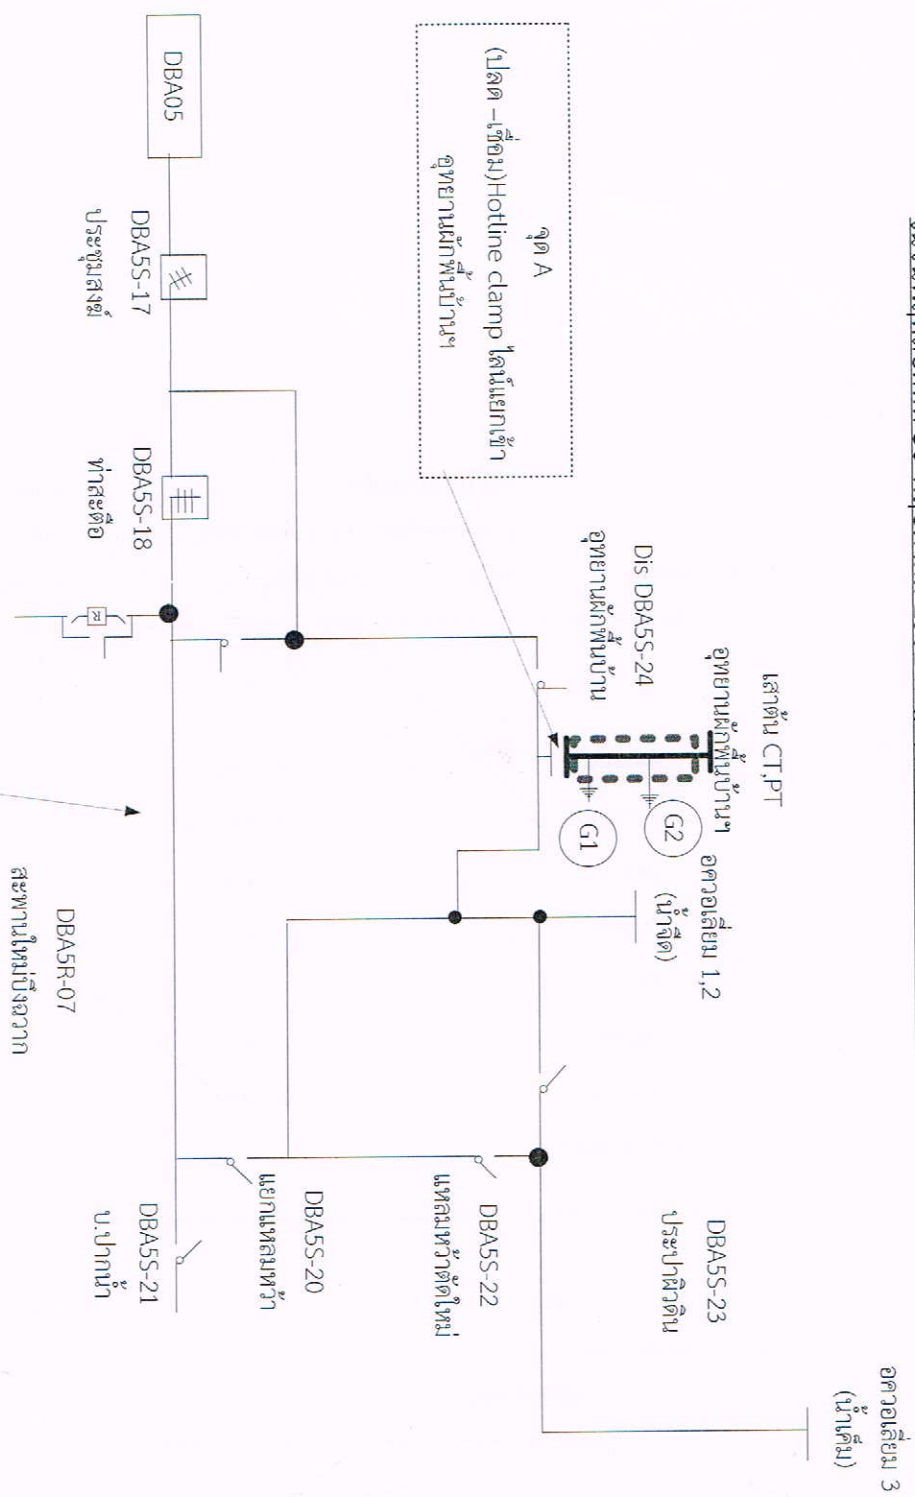 อควอเลี่ยม 3
(น้ำเค็ม)
เสาต้น CT,PT
อุทยานผักพื้นบ้านฯ
อควอเลี่ยม 1,2
(น้ำจืด)
DBA5S-23
ประปาผิวดิน
Dis DBA5S-24
อุทยานผักพื้นบ้าน
G2
G1
จุด A
(ปลด –เชื่อม)Hotline clamp ไลน์แยกเข้า
อุทยานผักพื้นบ้านฯ
DBA5S-22
แหลมหว้าตัดใหม่
DBA5S-20
แยกแหลมหว้า
DBA05
DBA5S-17
ประชุมสงฆ์
DBA5S-18
ท่าสะตือ
R
DBA5S-21
บ.ปากน้ำ
DBA5R-07
สะพานใหม่บึงฉวาก